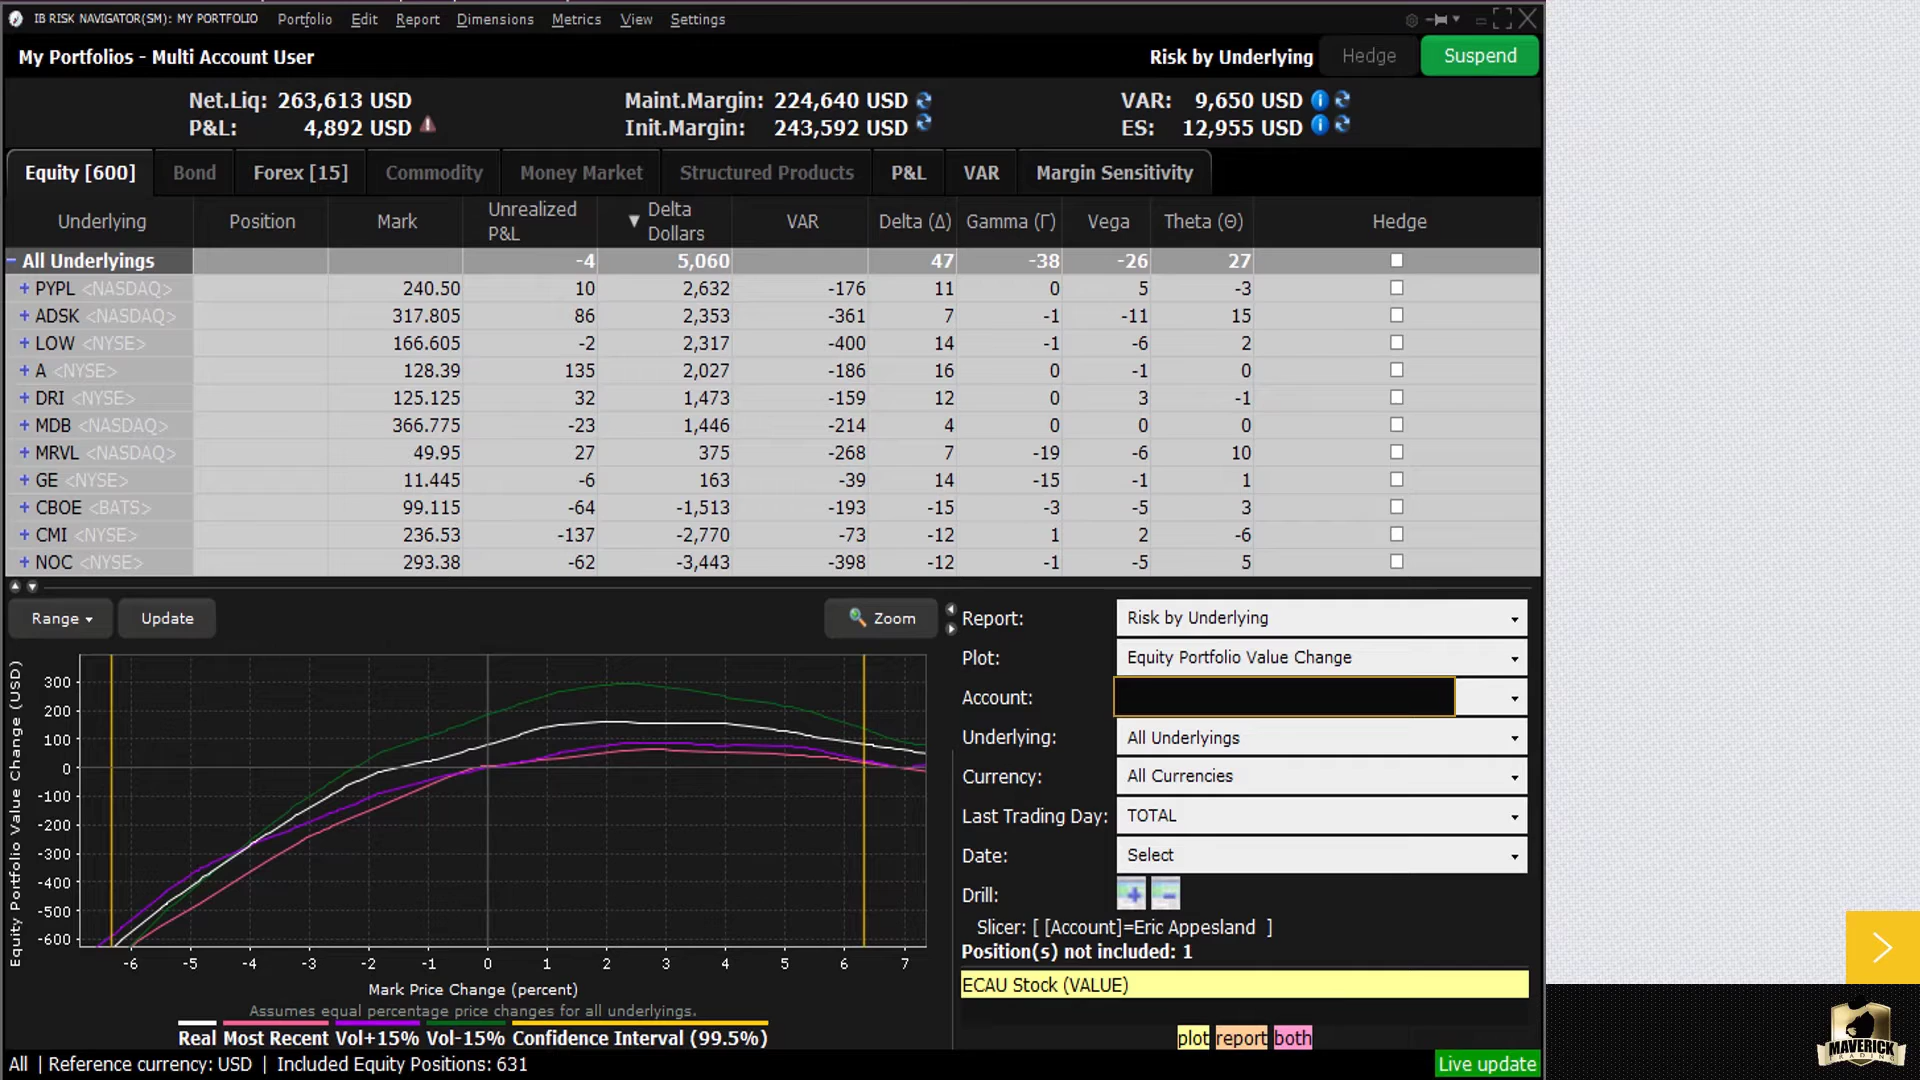 IB RISK NAVIGATOR(SM): MY PORTFOLIO Portfolio Edit Report Dimensions Metrics View Settings
My Portfolios - Multi Account User Risk by Underlying Hedge Suspend
Net.Liq: 263,613 USD Maint.Margin: 224,640 USD VAR: 9,650 USD
P&L: 4,892 USD Init.Margin: 243,592 USD ES: 12,955 USD
Equity [600] Bond Forex [15] Commodity Money Market Structured Products P&L VAR Margin Sensitivity
Underlying Position Mark Unrealized P&L Delta Dollars VAR Delta (Δ) Gamma (Γ) Vega Theta (Θ) Hedge
All Underlyings -4 5,060 47 -38 -26 27
PYPL <NASDAQ> 240.50 10 2,632 -176 11 0 5 -3
ADSK <NASDAQ> 317.805 86 2,353 -361 7 -1 -11 15
LOW <NYSE> 166.605 -2 2,317 -400 14 -1 -6 2
A <NYSE> 128.39 135 2,027 -186 16 0 -1 0
DRI <NYSE> 125.125 32 1,473 -159 12 0 3 -1
MDB <NASDAQ> 366.775 -23 1,446 -214 4 0 0 0
MRVL <NASDAQ> 49.95 27 375 -268 7 -19 -6 10
GE <NYSE> 11.445 -6 163 -39 14 -15 -1 1
CBOE <BATS> 99.115 -64 -1,513 -193 -15 -3 -5 3
CMI <NYSE> 236.53 -137 -2,770 -73 -12 1 2 -6
NOC <NYSE> 293.38 -62 -3,443 -398 -12 -1 -5 5
Range Update Zoom
Equity Portfolio Value Change (USD)
300
200
100
0
-100
-200
-300
-400
-500
-600
-6 -5 -4 -3 -2 -1 0 1 2 3 4 5 6 7
Mark Price Change (percent)
Assumes equal percentage price changes for all underlyings.
Real Most Recent Vol+15% Vol-15% Confidence Interval (99.5%)
Report: Risk by Underlying
Plot: Equity Portfolio Value Change
Account:
Underlying: All Underlyings
Currency: All Currencies
Last Trading Day: TOTAL
Date: Select
Drill:
Slicer: [ [Account]=Eric Appesland ]
Position(s) not included: 1
ECAU Stock (VALUE)
plot report both
All | Reference currency: USD | Included Equity Positions: 631 Live update
MAVERICK
TRADING